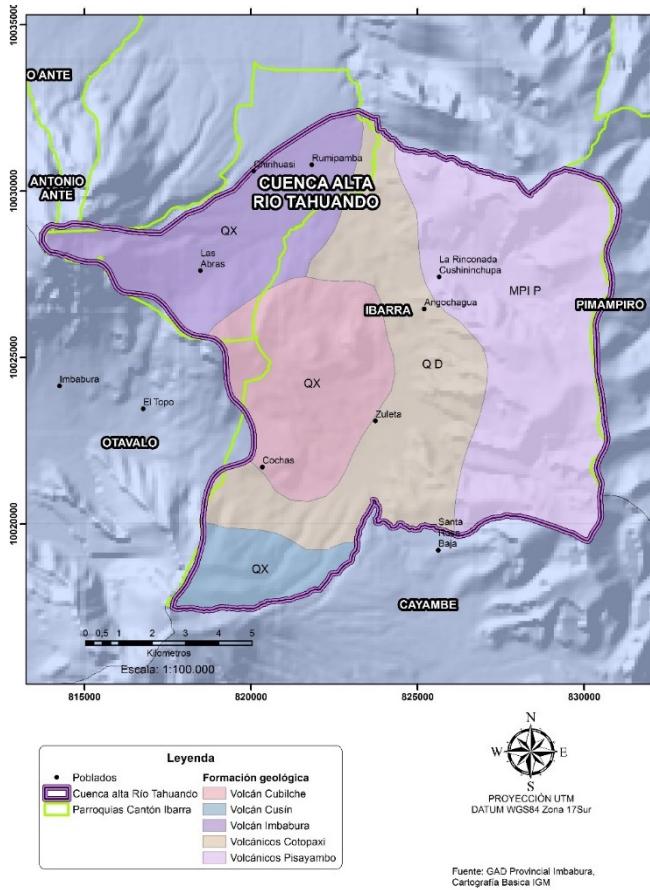 10035000
O ANTE
Chirihuasi
Rumipamba
10030000
CUENCA ALTA
RIO TAHUANDO
ANTONIO
ANTE
QX
Las
Abras
La Rinconada
Cushininchupa
MPI P
IBARRA
Angochagua
PIMAMPIRO
10025000
Imbabura
El Topo
QX
Q D
Zuleta
OTAVALO
Cochas
10020000
Santa
Rosa
Baja
QX
CAYAMBE
0 0,5 1 2 3 4 5
Kilometros
Escala: 1:100.000
815000 820000 825000 830000
Leyenda
Poblados
Cuenca alta Río Tahuando
Parroquias Cantón Ibarra
Formación geológica
Volcán Cubilche
Volcán Cusín
Volcán Imbabura
Volcánicos Cotopaxi
Volcánicos Pisayambo
N
W E
S
PROYECCIÓN UTM
DATUM WGS84 Zona 17Sur
Fuente: GAD Provincial Imbabura,
Cartografía Basica IGM